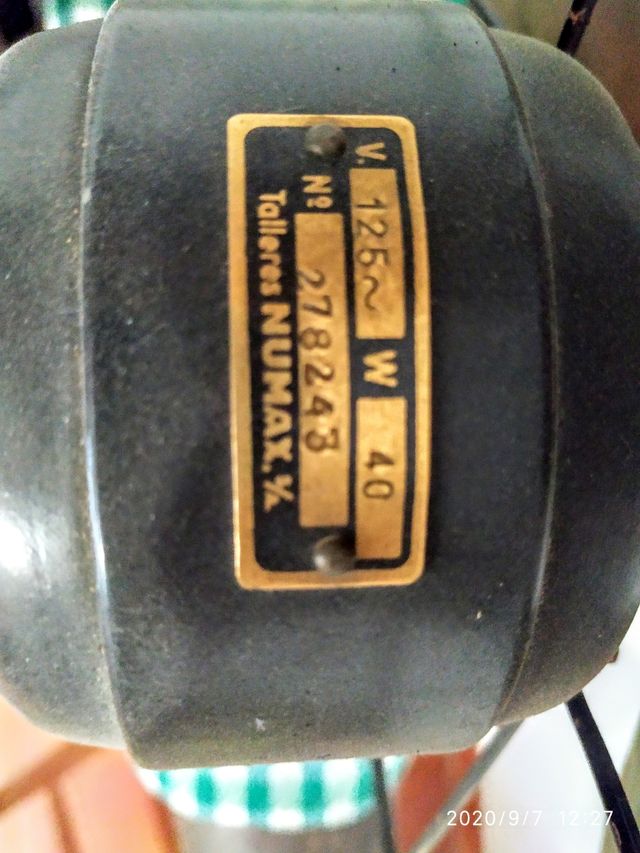 V. 125~ W 40
Nº 278243
Talleres NUMAX, S/A
2020/9/7 12:27